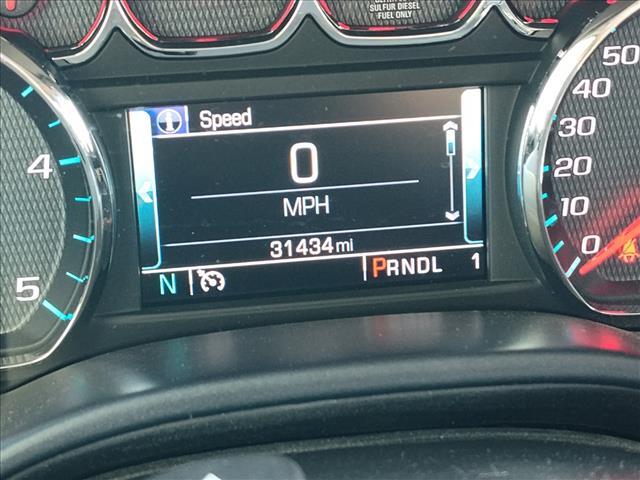 SULFUR DIESEL
FUEL ONLY
Speed
0
MPH
31434mi
N
PRNDL 1
4
5
50
40
30
20
10
0